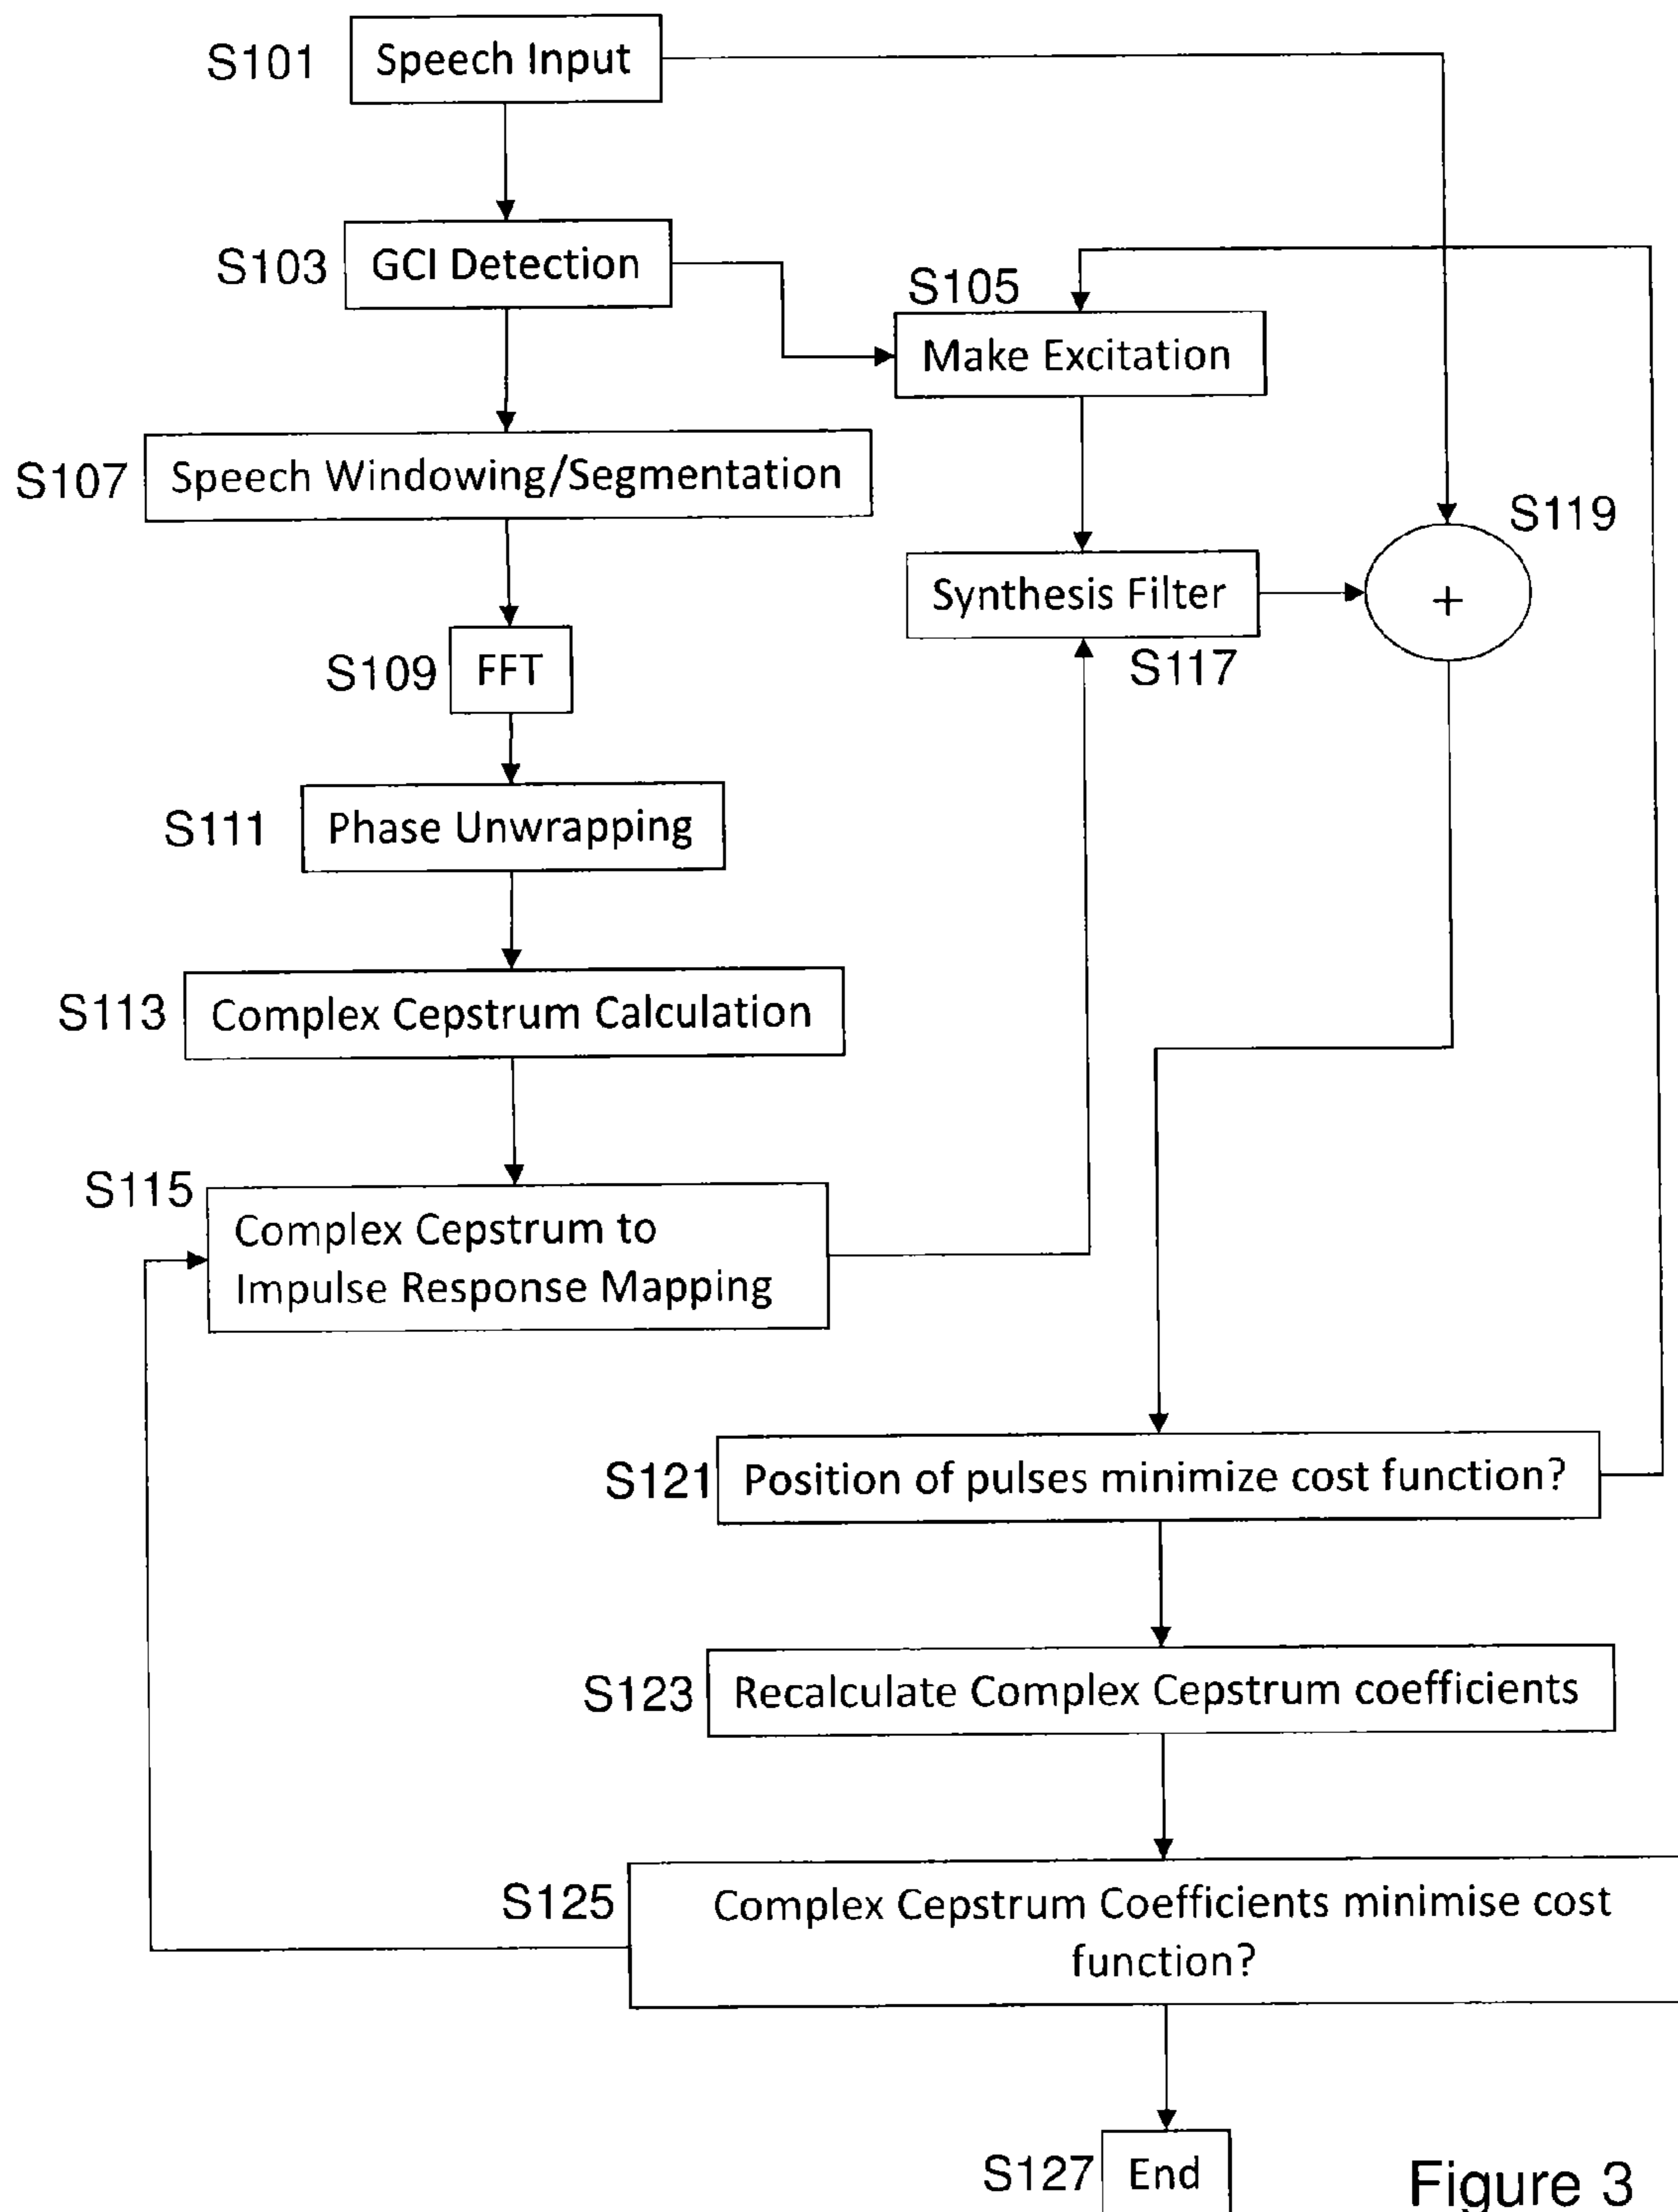 S101
Speech Input
S103
GCI Detection
S105
Make Excitation
S107
Speech Windowing/Segmentation
S119
+
Synthesis Filter
S117
S109
FFT
S111
Phase Unwrapping
S113
Complex Cepstrum Calculation
S115
Complex Cepstrum to
Impulse Response Mapping
S121
Position of pulses minimize cost function?
S123
Recalculate Complex Cepstrum coefficients
S125
Complex Cepstrum Coefficients minimise cost
function?
S127
End
Figure 3